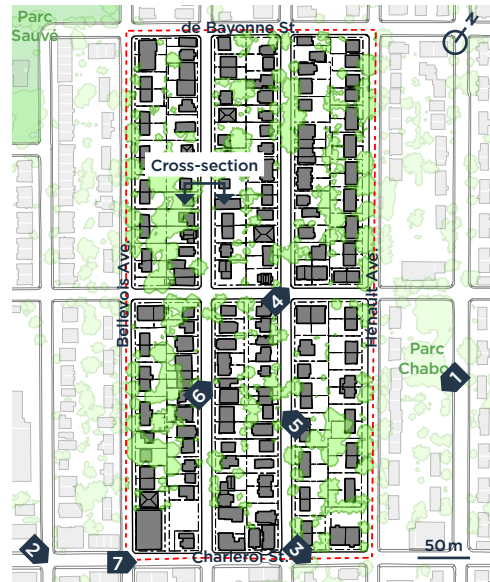 Parc
Sauvé
de Bayonne St.
N
Cross-section
Bellevois Ave.
Hénault Ave.
4
Parc
Chabot
1
6
5
50 m
2
7
Charleroi St.
3